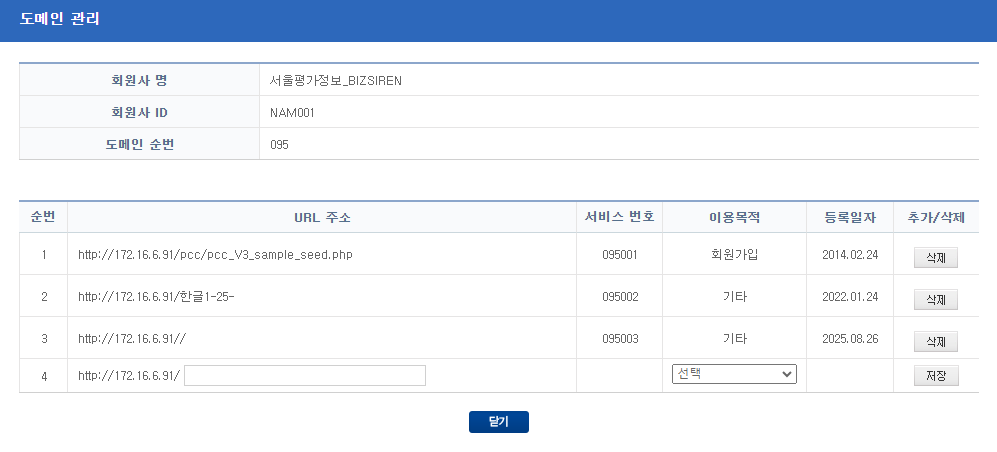 도메인 관리
회원사 명 서울평가정보_BIZSIREN
회원사 ID NAM001
도메인 순번 095
순번 URL 주소 서비스 번호 이용목적 등록일자 추가/삭제
1 http://172.16.6.91/pcc/pcc_V3_sample_seed.php 095001 회원가입 2014.02.24 삭제
2 http://172.16.6.91/한글1-25- 095002 기타 2022.01.24 삭제
3 http://172.16.6.91// 095003 기타 2025.08.26 삭제
4 http://172.16.6.91/ 선택 저장
닫기